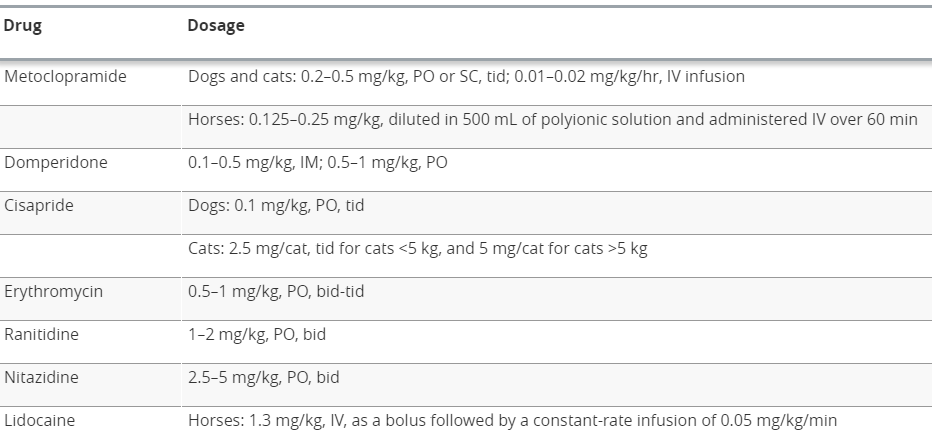 Drug Dosage
Metoclopramide Dogs and cats: 0.2–0.5 mg/kg, PO or SC, tid; 0.01–0.02 mg/kg/hr, IV infusion
Horses: 0.125–0.25 mg/kg, diluted in 500 mL of polyionic solution and administered IV over 60 min
Domperidone 0.1–0.5 mg/kg, IM; 0.5–1 mg/kg, PO
Cisapride Dogs: 0.1 mg/kg, PO, tid
Cats: 2.5 mg/cat, tid for cats <5 kg, and 5 mg/cat for cats >5 kg
Erythromycin 0.5–1 mg/kg, PO, bid-tid
Ranitidine 1–2 mg/kg, PO, bid
Nitazidine 2.5–5 mg/kg, PO, bid
Lidocaine Horses: 1.3 mg/kg, IV, as a bolus followed by a constant-rate infusion of 0.05 mg/kg/min